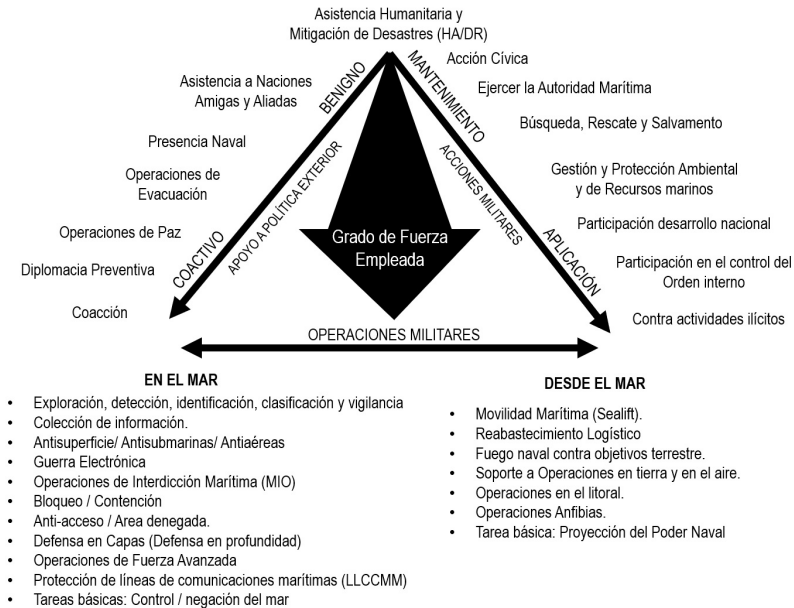 Asistencia Humanitaria y
Mitigación de Desastres (HA/DR)
BENIGNO
MANTENIMIENTO
Acción Cívica
Asistencia a Naciones
Amigas y Aliadas
Ejercer la Autoridad Marítima
Presencia Naval
Búsqueda, Rescate y Salvamento
Operaciones de
Evacuación
APOYO A POLÍTICA EXTERIOR
ACCIONES MILITARES
Gestión y Protección Ambiental
y de Recursos marinos
Operaciones de Paz
Grado de Fuerza
Empleada
Participación desarrollo nacional
COACTIVO
APLICACIÓN
Diplomacia Preventiva
Participación en el control del
Orden interno
Coacción
Contra actividades ilícitos
OPERACIONES MILITARES
EN EL MAR
• Exploración, detección, identificación, clasificación y vigilancia
• Colección de información.
• Antisuperficie/ Antisubmarinas/ Antiaéreas
• Guerra Electrónica
• Operaciones de Interdicción Marítima (MIO)
• Bloqueo / Contención
• Anti-acceso / Area denegada.
• Defensa en Capas (Defensa en profundidad)
• Operaciones de Fuerza Avanzada
• Protección de líneas de comunicaciones marítimas (LLCCMM)
• Tareas básicas: Control / negación del mar
DESDE EL MAR
• Movilidad Marítima (Sealift).
• Reabastecimiento Logístico
• Fuego naval contra objetivos terrestre.
• Soporte a Operaciones en tierra y en el aire.
• Operaciones en el litoral.
• Operaciones Anfibias.
• Tarea básica: Proyección del Poder Naval